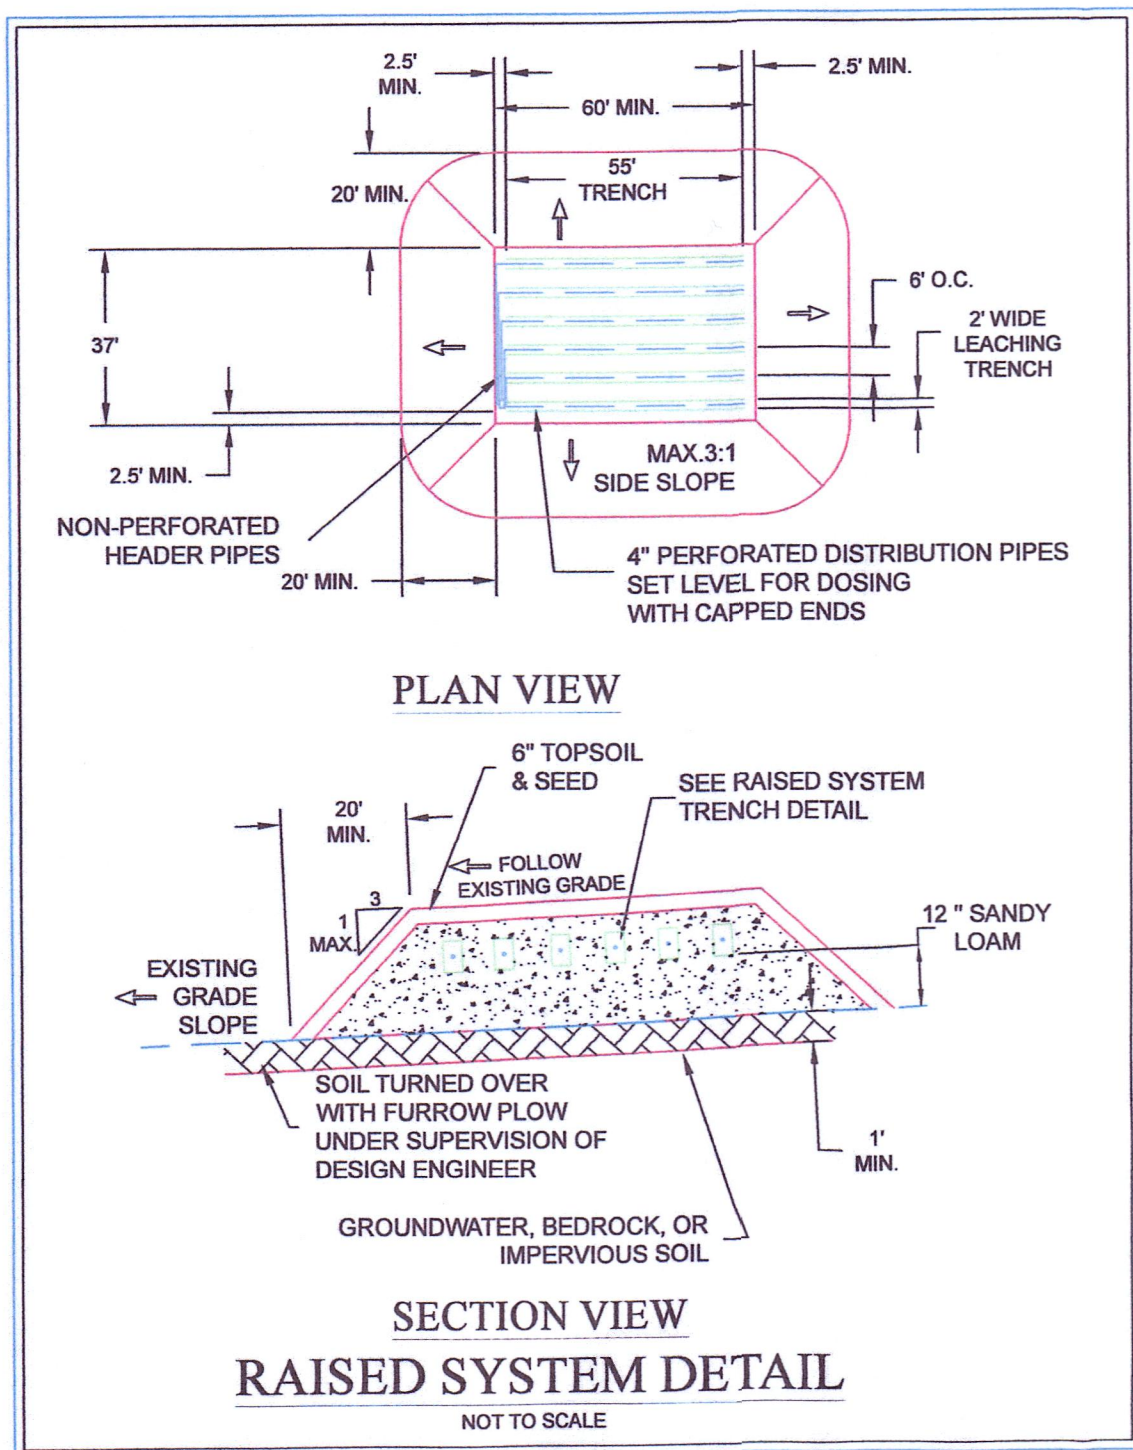 2.5'
MIN.
2.5' MIN.
60' MIN.
55'
TRENCH
20' MIN.
6' O.C.
2' WIDE
LEACHING
TRENCH
37'
MAX.3:1
SIDE SLOPE
2.5' MIN.
NON-PERFORATED
HEADER PIPES
20' MIN.
4" PERFORATED DISTRIBUTION PIPES
SET LEVEL FOR DOSING
WITH CAPPED ENDS
PLAN VIEW
6" TOPSOIL
& SEED
SEE RAISED SYSTEM
TRENCH DETAIL
20'
MIN.
FOLLOW
EXISTING GRADE
3
1
MAX.
12 " SANDY
LOAM
EXISTING
GRADE
SLOPE
SOIL TURNED OVER
WITH FURROW PLOW
UNDER SUPERVISION OF
DESIGN ENGINEER
1'
MIN.
GROUNDWATER, BEDROCK, OR
IMPERVIOUS SOIL
SECTION VIEW
RAISED SYSTEM DETAIL
NOT TO SCALE